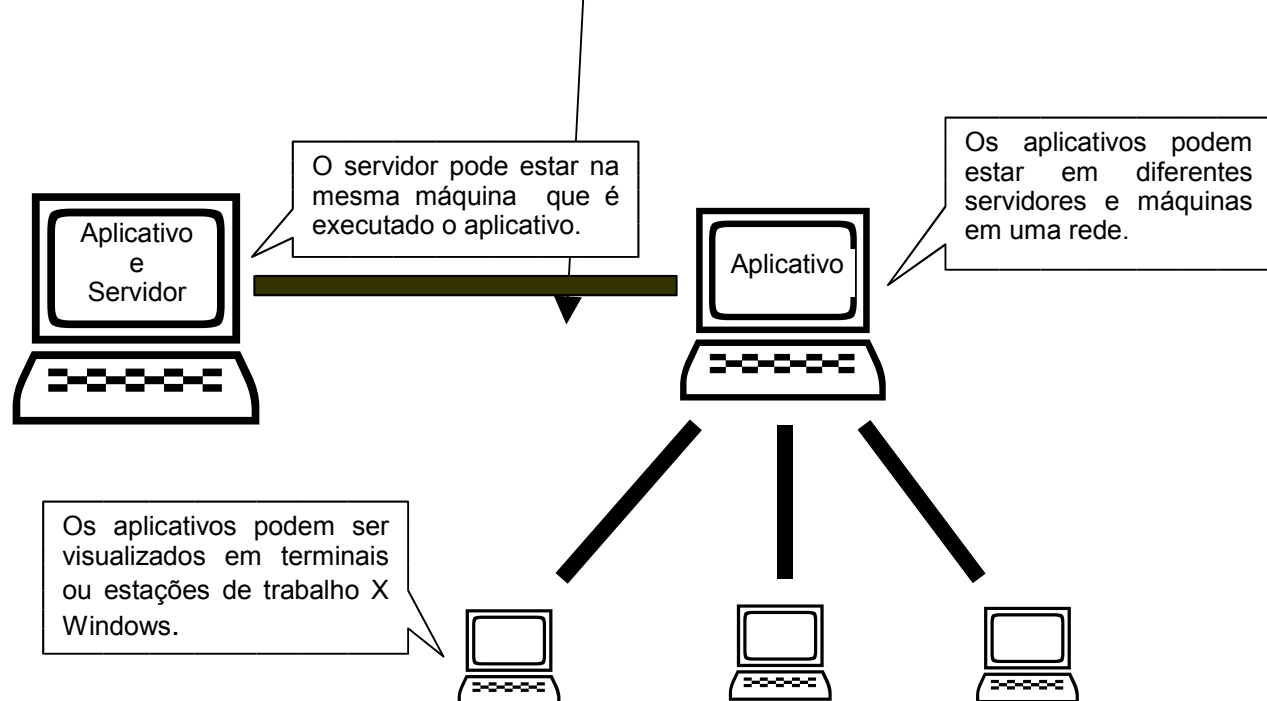 O servidor pode estar na
mesma máquina que é
executado o aplicativo.
Os aplicativos podem
estar em diferentes
servidores e máquinas
em uma rede.
Aplicativo
e
Servidor
Aplicativo
Os aplicativos podem ser
visualizados em terminais
ou estações de trabalho X
Windows.